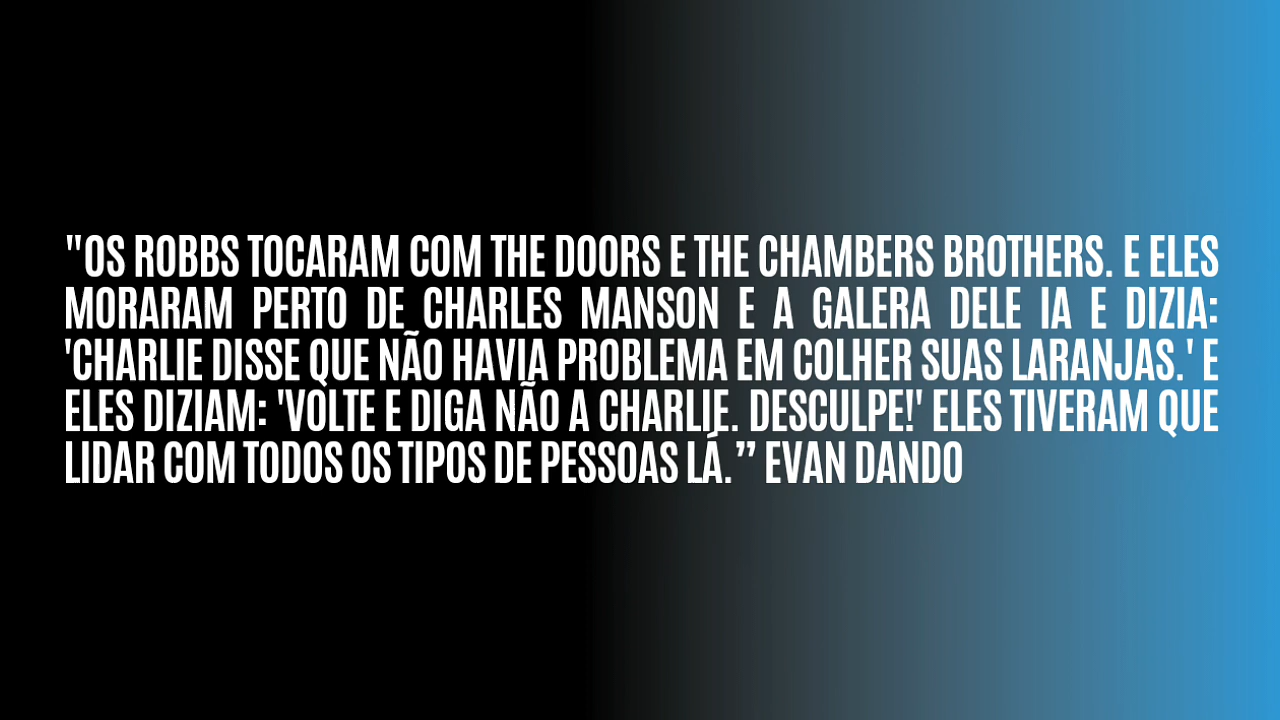 "OS ROBBS TOCARAM COM THE DOORS E THE CHAMBERS BROTHERS. E ELES
MORARAM PERTO DE CHARLES MANSON E A GALERA DELE IA E DIZIA:
'CHARLIE DISSE QUE NÃO HAVIA PROBLEMA EM COLHER SUAS LARANJAS.' E
ELES DIZIAM: 'VOLTE E DIGA NÃO A CHARLIE. DESCULPE!' ELES TIVERAM QUE
LIDAR COM TODOS OS TIPOS DE PESSOAS LÁ.” EVAN DANDO